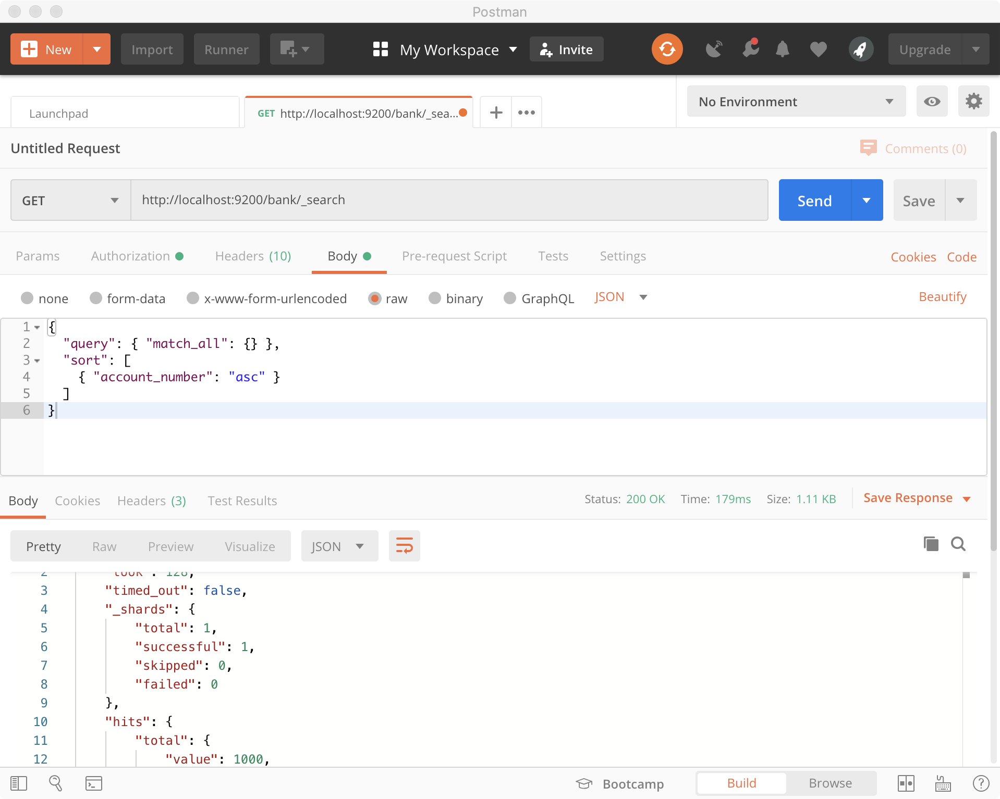 Postman
New Import Runner My Workspace Invite Upgrade
Launchpad GET http://localhost:9200/bank/_sea... No Environment
Untitled Request Comments (0)
GET http://localhost:9200/bank/_search Send Save
Params Authorization Headers (10) Body Pre-request Script Tests Settings Cookies Code
none form-data x-www-form-urlencoded raw binary GraphQL JSON Beautify
1 {
2 "query": { "match_all": {} },
3 "sort": [
4 { "account_number": "asc" }
5 ]
6 }
Body Cookies Headers (3) Test Results Status: 200 OK Time: 179ms Size: 1.11 KB Save Response
Pretty Raw Preview Visualize JSON
2 "took": 128,
3 "timed_out": false,
4 "_shards": {
5 "total": 1,
6 "successful": 1,
7 "skipped": 0,
8 "failed": 0
9 },
10 "hits": {
11 "total": {
12 "value": 1000,
Bootcamp Build Browse